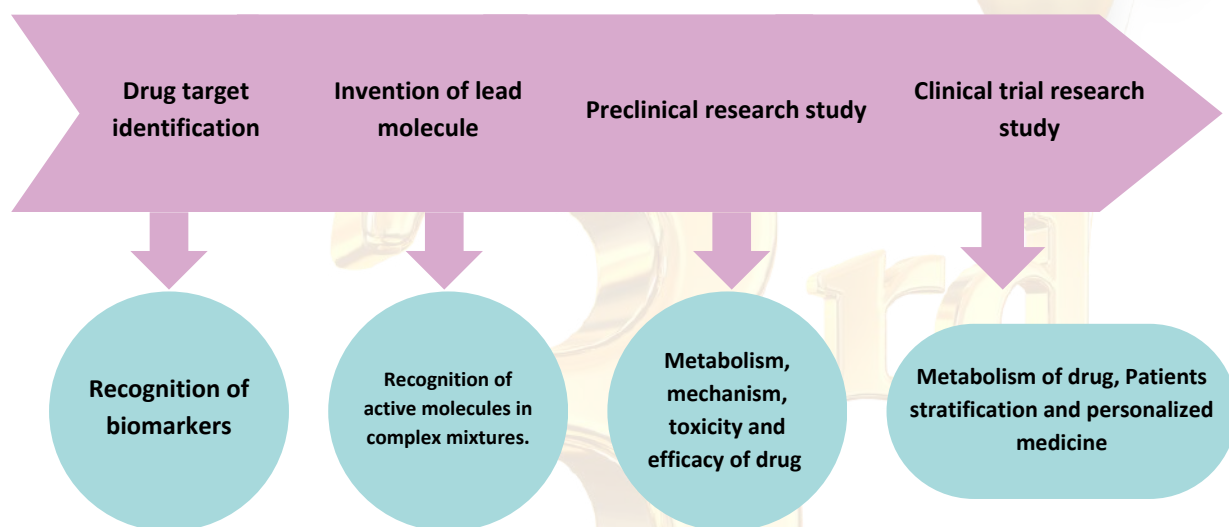 Drug target
identification
Invention of lead
molecule
Preclinical research study
Clinical trial research
study
Recognition of
biomarkers
Recognition of
active molecules in
complex mixtures.
Metabolism,
mechanism,
toxicity and
efficacy of drug
Metabolism of drug, Patients
stratification and personalized
medicine
3rd